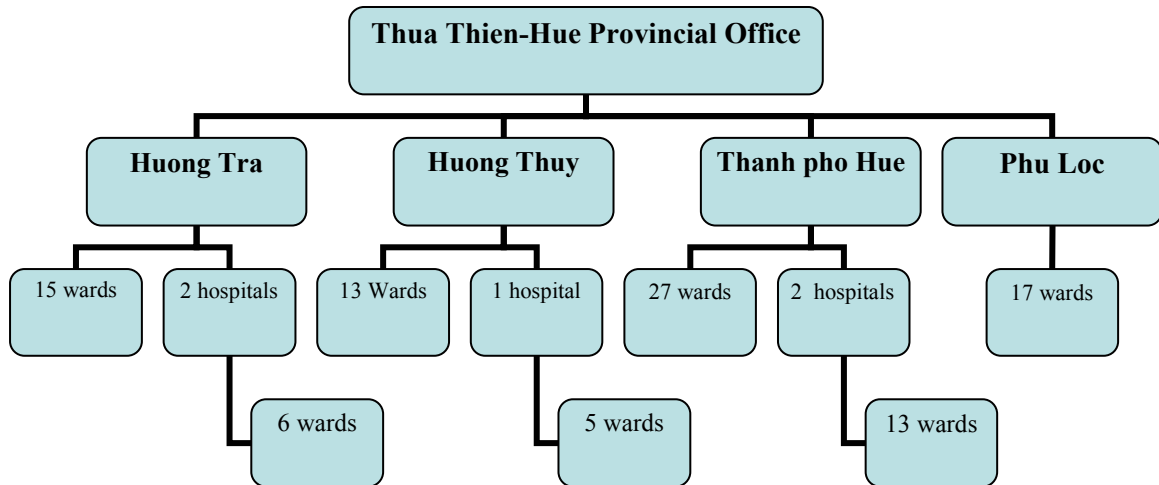 Thua Thien-Hue Provincial Office
Huong Tra
Huong Thuy
Thanh pho Hue
Phu Loc
15 wards
2 hospitals
13 Wards
1 hospital
27 wards
2 hospitals
17 wards
6 wards
5 wards
13 wards